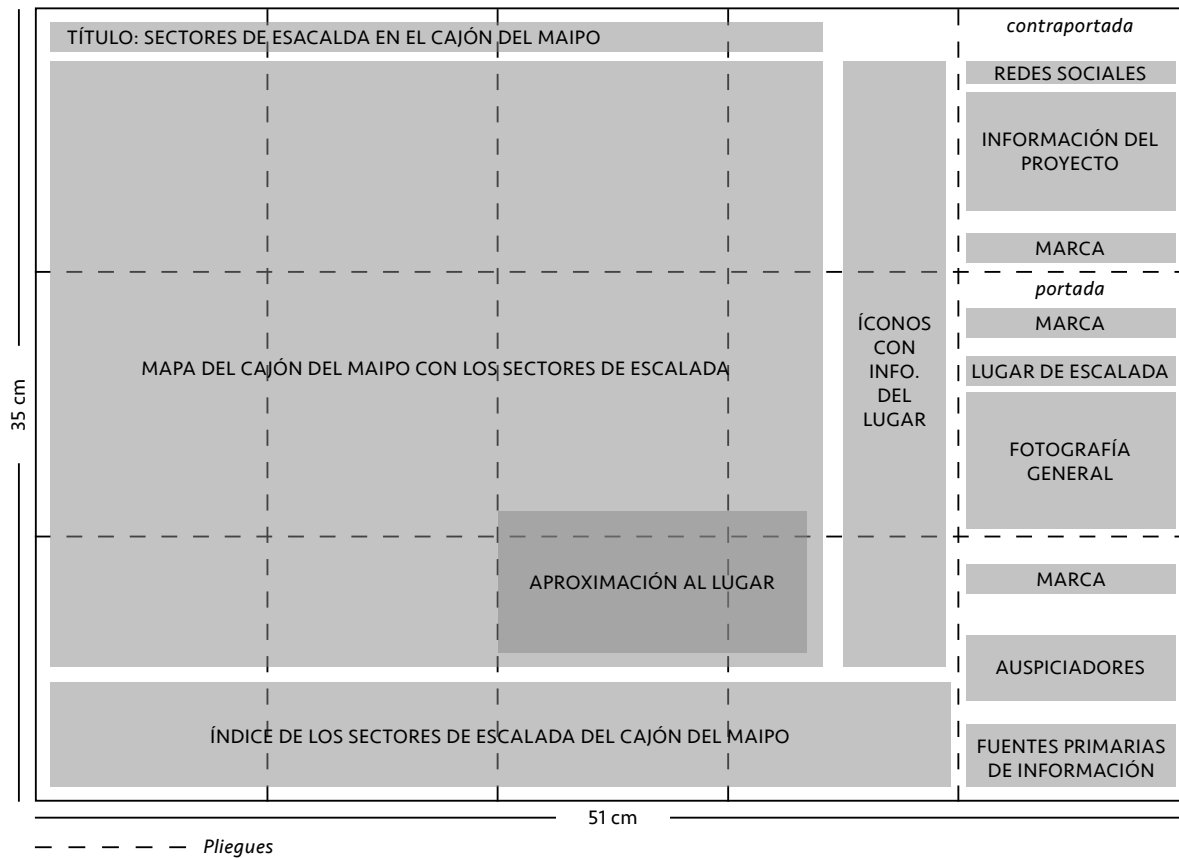 TÍTULO: SECTORES DE ESACALDA EN EL CAJÓN DEL MAIPO
MAPA DEL CAJÓN DEL MAIPO CON LOS SECTORES DE ESCALADA
APROXIMACIÓN AL LUGAR
ÍNDICE DE LOS SECTORES DE ESCALADA DEL CAJÓN DEL MAIPO
ÍCONOS
CON
INFO.
DEL
LUGAR
contraportada
REDES SOCIALES
INFORMACIÓN DEL
PROYECTO
MARCA
portada
MARCA
LUGAR DE ESCALADA
FOTOGRAFÍA
GENERAL
MARCA
AUSPICIADORES
FUENTES PRIMARIAS
DE INFORMACIÓN
35 cm
51 cm
Pliegues